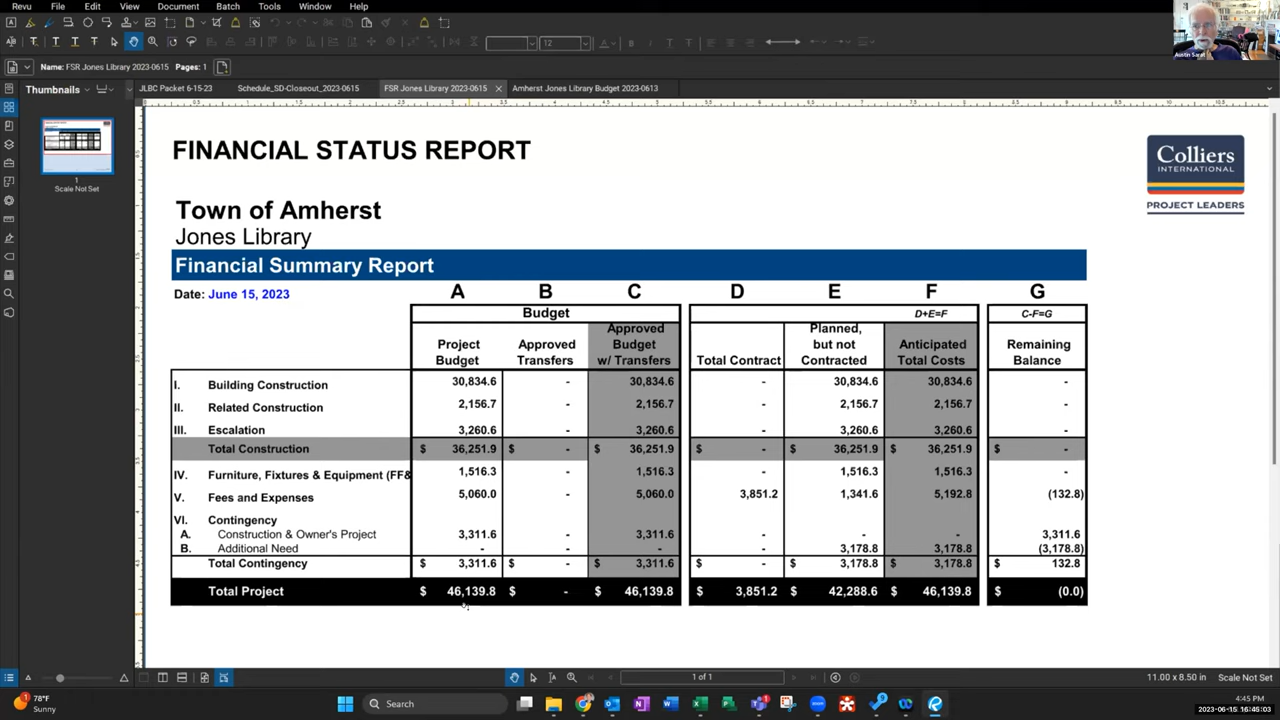 Revu File Edit View Document Batch Tools Window Help
12
Name: FSR Jones Library 2023-0615 Pages: 1
Austin Sarat
Thumbnails
JLBC Packet 6-15-23 Schedule_SD-Closeout_2023-0615 FSR Jones Library 2023-0615 Amherst Jones Library Budget 2023-0613
1
Scale Not Set
FINANCIAL STATUS REPORT
Colliers
INTERNATIONAL
PROJECT LEADERS
Town of Amherst
Jones Library
Financial Summary Report
Date: June 15, 2023
A B C D E F G
Budget D+E=F C-F=G
Project Budget Approved Transfers Approved Budget w/ Transfers Total Contract Planned, but not Contracted Anticipated Total Costs Remaining Balance
I. Building Construction 30,834.6 - 30,834.6 - 30,834.6 30,834.6 -
II. Related Construction 2,156.7 - 2,156.7 - 2,156.7 2,156.7 -
III. Escalation 3,260.6 - 3,260.6 - 3,260.6 3,260.6 -
Total Construction $ 36,251.9 $ - $ 36,251.9 $ - $ 36,251.9 $ 36,251.9 $ -
IV. Furniture, Fixtures & Equipment (FF& 1,516.3 - 1,516.3 - 1,516.3 1,516.3 -
V. Fees and Expenses 5,060.0 - 5,060.0 3,851.2 1,341.6 5,192.8 (132.8)
VI. Contingency
A. Construction & Owner's Project 3,311.6 - 3,311.6 - - - 3,311.6
B. Additional Need - - - - 3,178.8 3,178.8 (3,178.8)
Total Contingency $ 3,311.6 $ - $ 3,311.6 $ - $ 3,178.8 $ 3,178.8 $ 132.8
Total Project $ 46,139.8 $ - $ 46,139.8 $ 3,851.2 $ 42,288.6 $ 46,139.8 $ (0.0)
1 of 1
11.00 x 8.50 in Scale Not Set
78°F
Sunny
Search
4:45 PM
2023-06-15 16:45:03